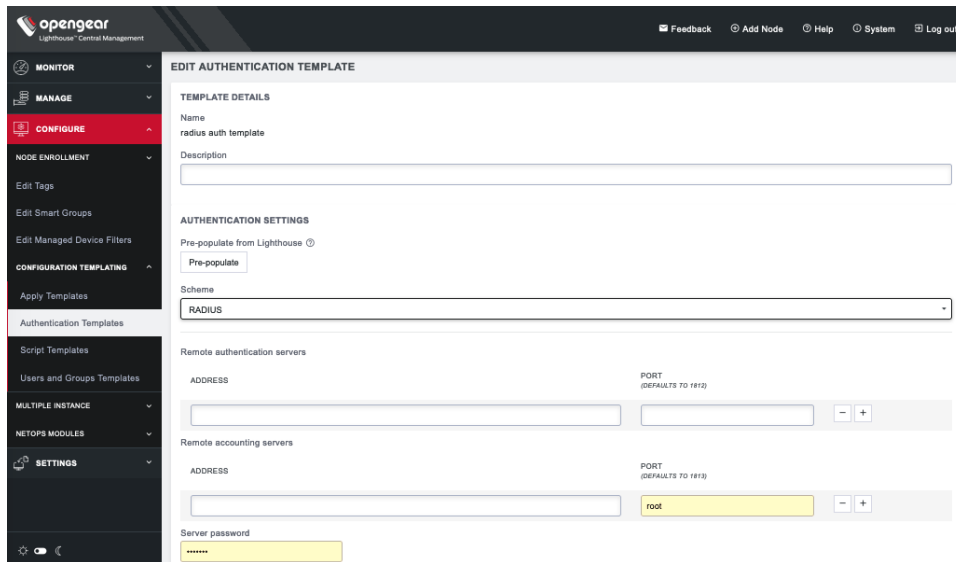 opengear
Lighthouse™ Central Management
Feedback
Add Node
Help
System
Log out
MONITOR
MANAGE
CONFIGURE
NODE ENROLLMENT
Edit Tags
Edit Smart Groups
Edit Managed Device Filters
CONFIGURATION TEMPLATING
Apply Templates
Authentication Templates
Script Templates
Users and Groups Templates
MULTIPLE INSTANCE
NETOPS MODULES
SETTINGS
EDIT AUTHENTICATION TEMPLATE
TEMPLATE DETAILS
Name
radius auth template
Description
AUTHENTICATION SETTINGS
Pre-populate from Lighthouse
Pre-populate
Scheme
RADIUS
Remote authentication servers
ADDRESS
PORT
(DEFAULTS TO 1812)
Remote accounting servers
ADDRESS
PORT
(DEFAULTS TO 1813)
root
Server password
•••••••